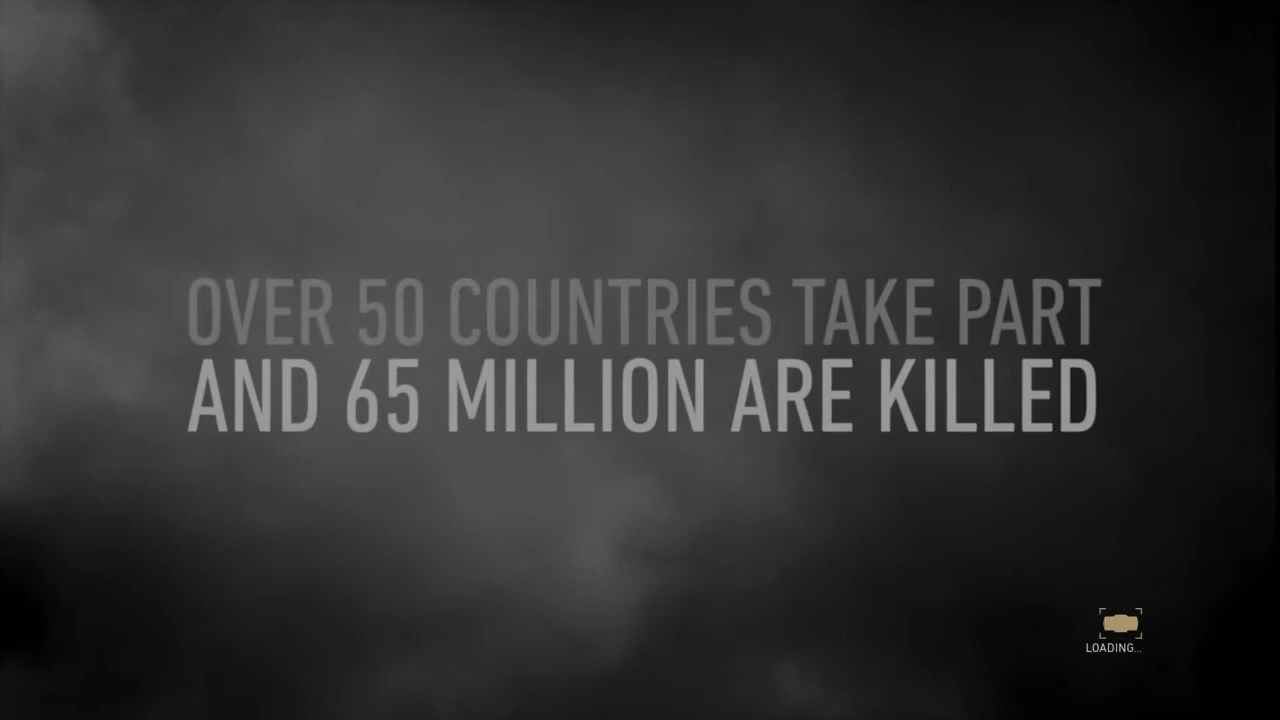 OVER 50 COUNTRIES TAKE PART
AND 65 MILLION ARE KILLED
LOADING...